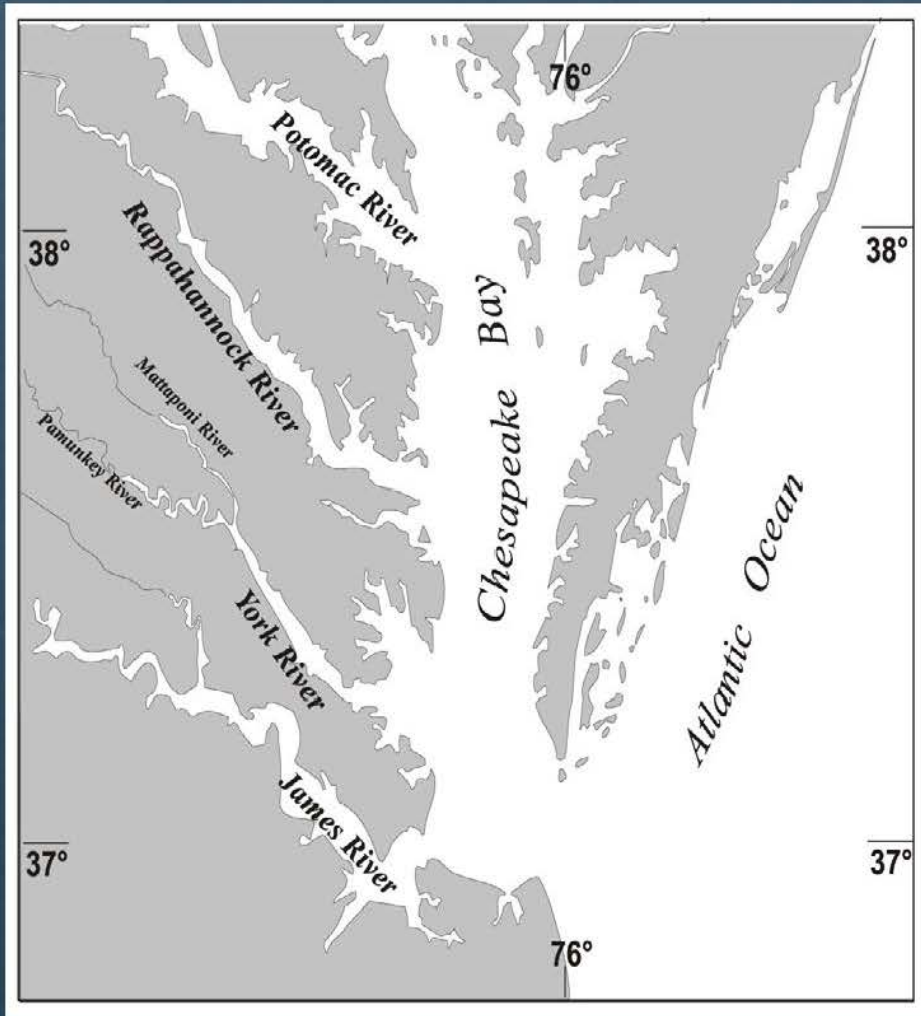 76°
Potomac River
38°
38°
Rappahannock River
Chesapeake Bay
Mattaponi River
Pamunkey River
Atlantic Ocean
York River
James River
37°
37°
76°